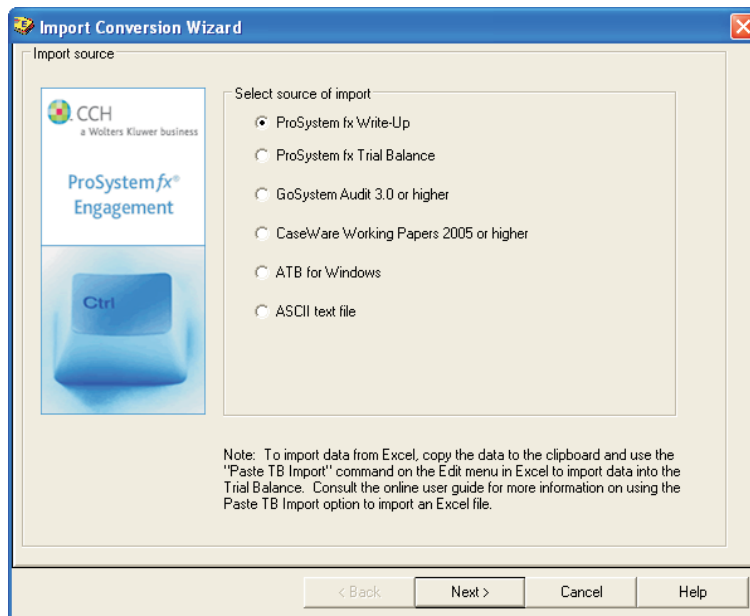 Import Conversion Wizard
Import source
CCH
a Wolters Kluwer business
ProSystem fx®
Engagement
Ctrl
Select source of import
ProSystem fx Write-Up
ProSystem fx Trial Balance
GoSystem Audit 3.0 or higher
CaseWare Working Papers 2005 or higher
ATB for Windows
ASCII text file
Note: To import data from Excel, copy the data to the clipboard and use the
"Paste TB Import" command on the Edit menu in Excel to import data into the
Trial Balance. Consult the online user guide for more information on using the
Paste TB Import option to import an Excel file.
< Back
Next >
Cancel
Help